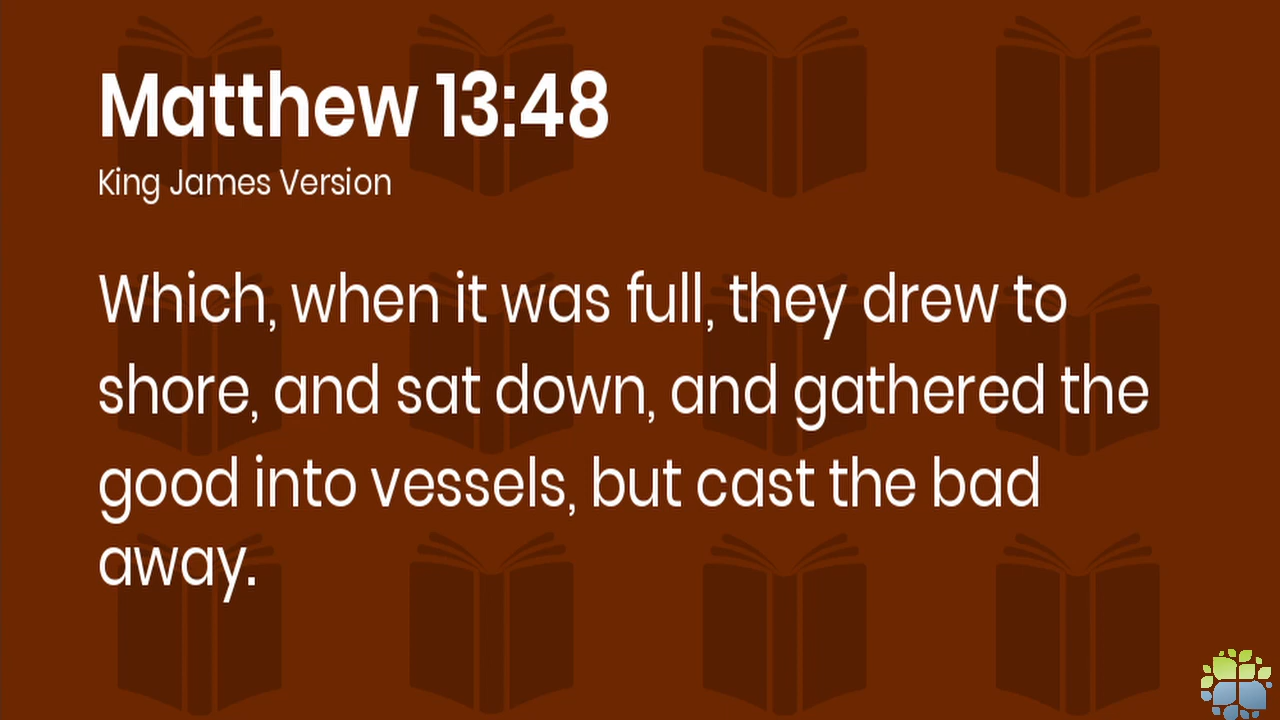 Matthew 13:48
King James Version
Which, when it was full, they drew to
shore, and sat down, and gathered the
good into vessels, but cast the bad
away.